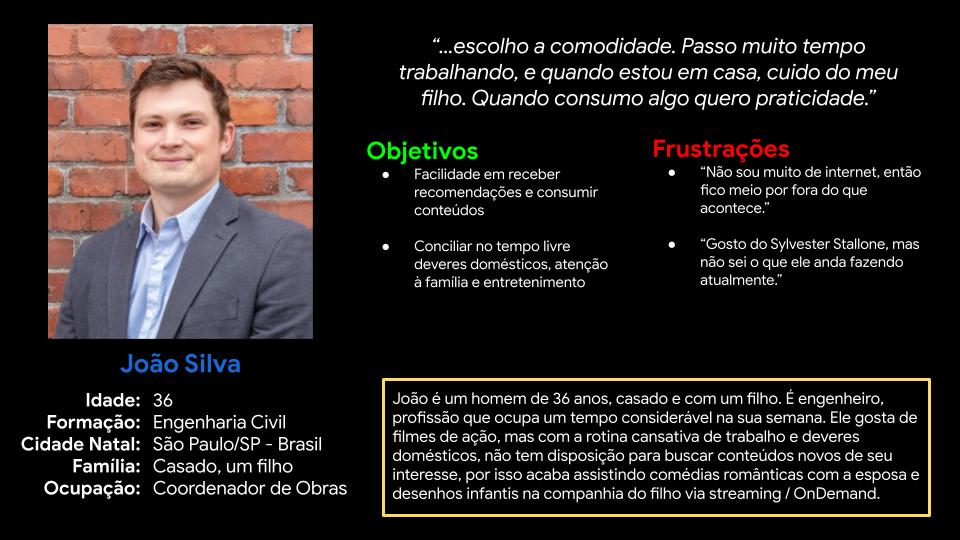 “...escolho a comodidade. Passo muito tempo
trabalhando, e quando estou em casa, cuido do meu
filho. Quando consumo algo quero praticidade.”
Objetivos
● Facilidade em receber
recomendações e consumir
conteúdos
● Conciliar no tempo livre
deveres domésticos, atenção
à família e entretenimento
Frustrações
● “Não sou muito de internet, então
fico meio por fora do que
acontece.”
● “Gosto do Sylvester Stallone, mas
não sei o que ele anda fazendo
atualmente.”
João Silva
Idade: 36
Formação: Engenharia Civil
Cidade Natal: São Paulo/SP - Brasil
Família: Casado, um filho
Ocupação: Coordenador de Obras
João é um homem de 36 anos, casado e com um filho. É engenheiro,
profissão que ocupa um tempo considerável na sua semana. Ele gosta de
filmes de ação, mas com a rotina cansativa de trabalho e deveres
domésticos, não tem disposição para buscar conteúdos novos de seu
interesse, por isso acaba assistindo comédias românticas com a esposa e
desenhos infantis na companhia do filho via streaming / OnDemand.